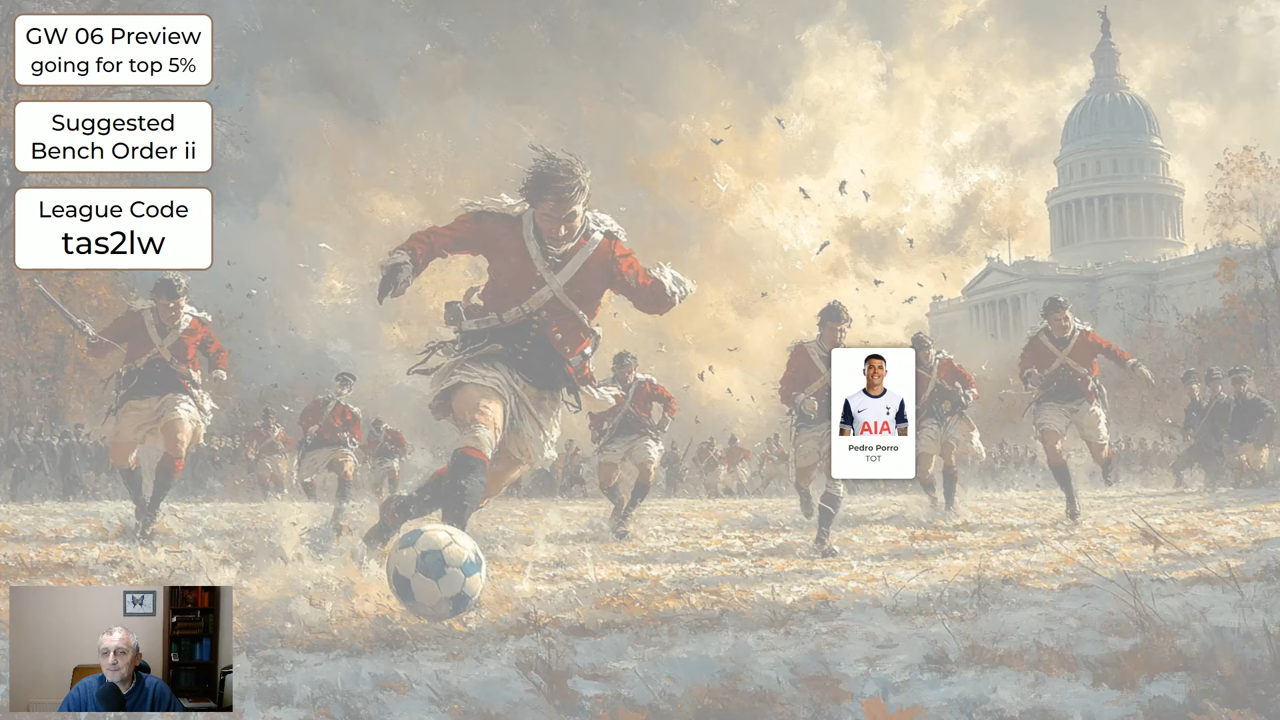 GW 06 Preview
going for top 5%
Suggested
Bench Order ii
League Code
tas2lw
AIA
Pedro Porro
TOT